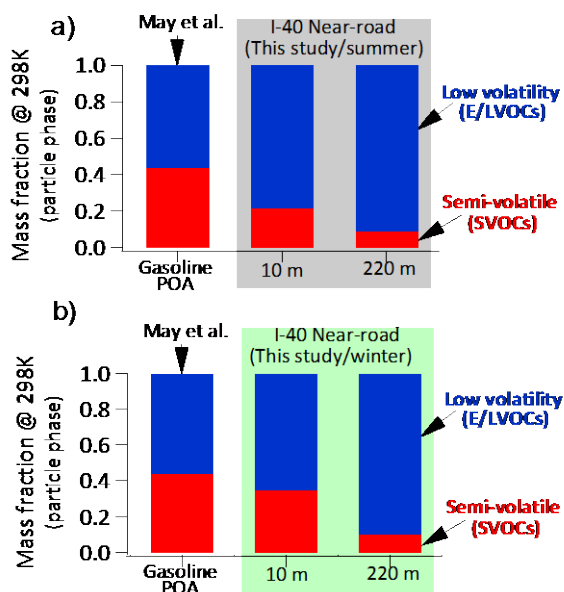 a)
May et al.
I-40 Near-road
(This study/summer)
Mass fraction @ 298K
(particle phase)
1.0
0.8
0.6
0.4
0.2
0.0
Low volatility
(E/LVOCs)
Semi-volatile
(SVOCs)
Gasoline
POA
10 m
220 m
b)
May et al.
I-40 Near-road
(This study/winter)
Mass fraction @ 298K
(particle phase)
1.0
0.8
0.6
0.4
0.2
0.0
Low volatility
(E/LVOCs)
Semi-volatile
(SVOCs)
Gasoline
POA
10 m
220 m